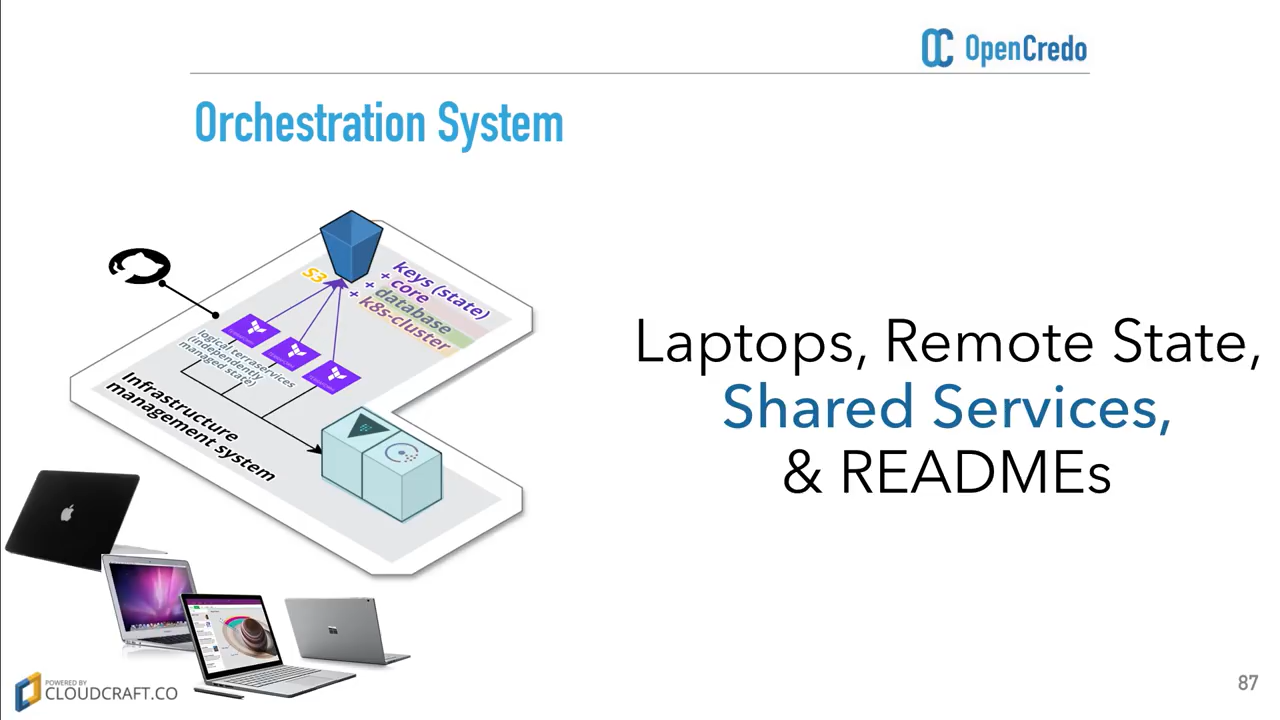 OpenCredo
Orchestration System
S3
keys (state)
+ core
+ database
+ k8s-cluster
logical terraservices
(independently
managed state)
Infrastructure
management system
Laptops, Remote State,
Shared Services,
& READMEs
POWERED BY
CLOUDCRAFT.CO
87